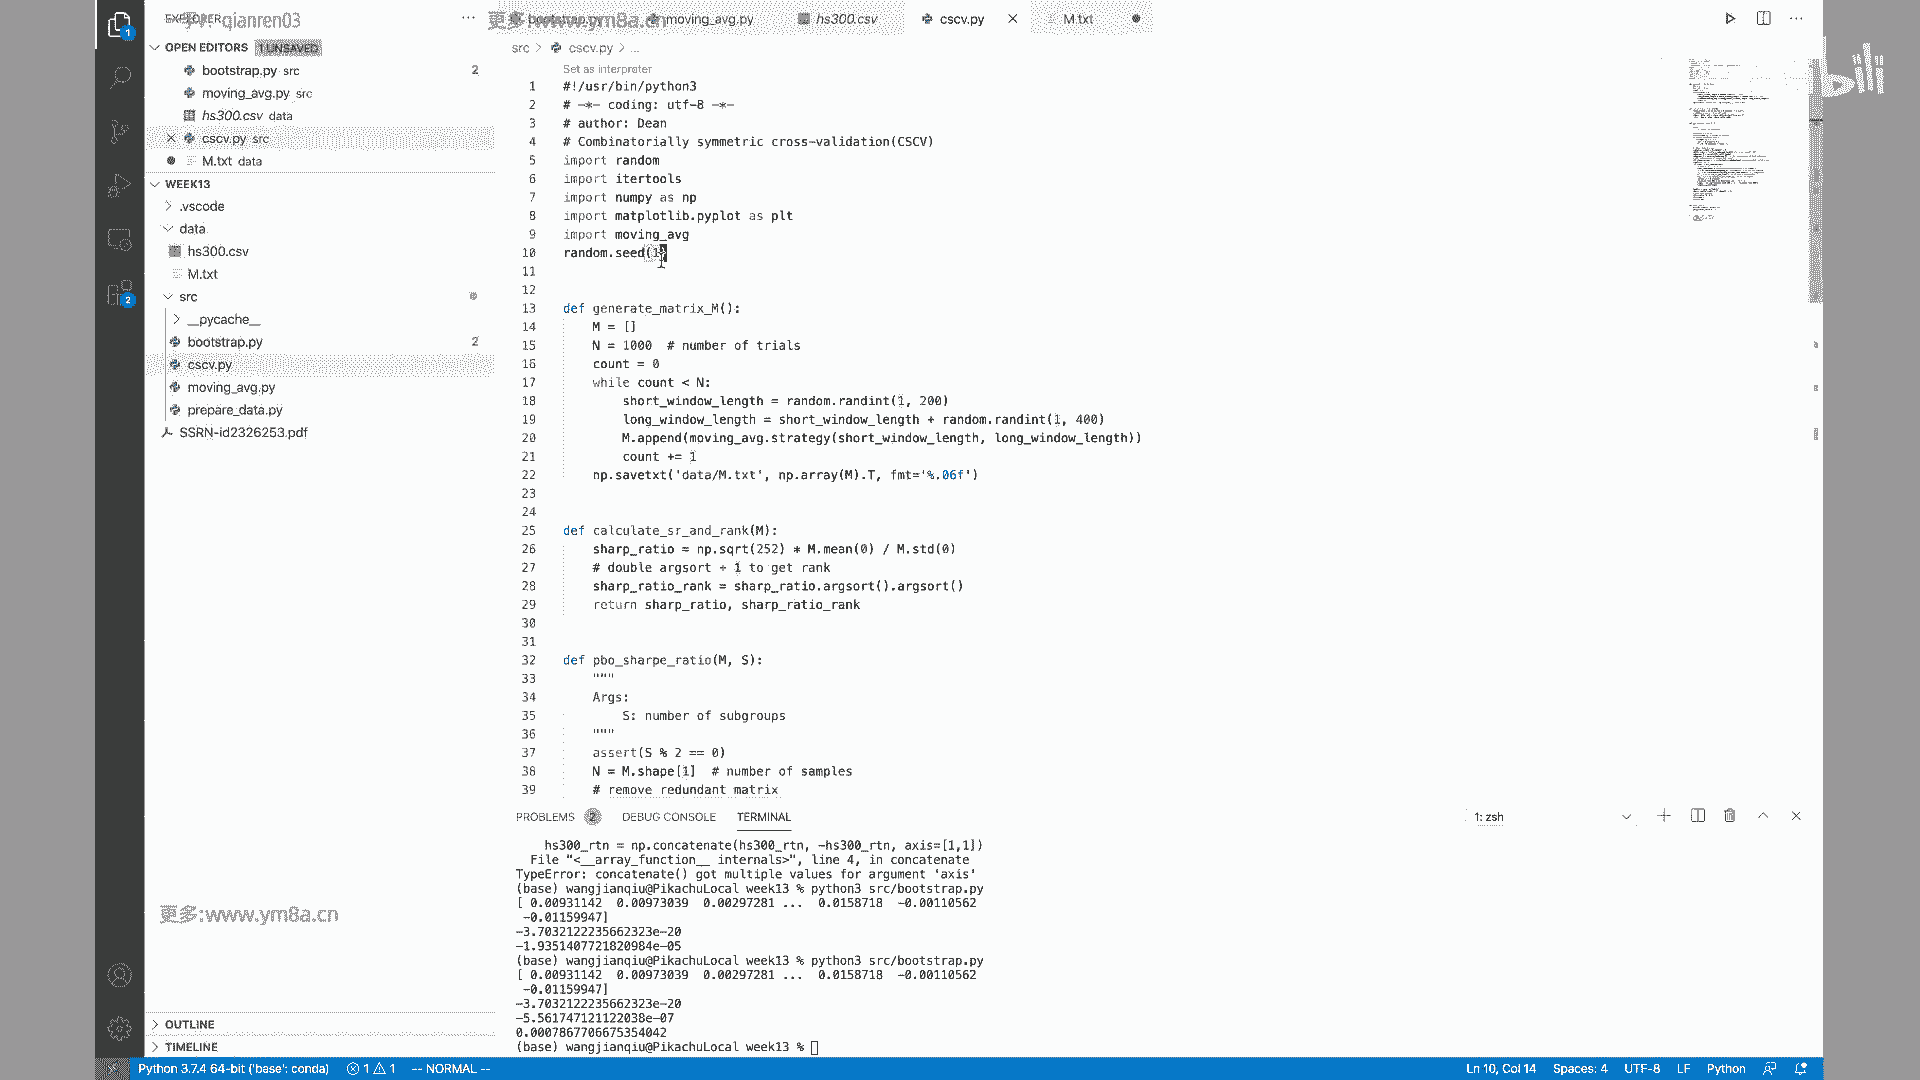 EXPLORER
qianren03
更多:www.ym8a.cn
bootstrap.py
moving_avg.py
hs300.csv
cscv.py
M.txt
bili
OPEN EDITORS 1 UNSAVED
bootstrap.py src 2
moving_avg.py src
hs300.csv data
cscv.py src
M.txt data
WEEK13
.vscode
data
hs300.csv
M.txt
src
__pycache__
bootstrap.py 2
cscv.py
moving_avg.py
prepare_data.py
SSRN-id2326253.pdf
更多:www.ym8a.cn
OUTLINE
TIMELINE
src > cscv.py > ...
Set as interpreter
1 #!/usr/bin/python3
2 # -*- coding: utf-8 -*-
3 # author: Dean
4 # Combinatorially symmetric cross-validation(CSCV)
5 import random
6 import itertools
7 import numpy as np
8 import matplotlib.pyplot as plt
9 import moving_avg
10 random.seed(1)
11
12
13 def generate_matrix_M():
14 M = []
15 N = 1000 # number of trials
16 count = 0
17 while count < N:
18 short_window_length = random.randint(1, 200)
19 long_window_length = short_window_length + random.randint(1, 400)
20 M.append(moving_avg.strategy(short_window_length, long_window_length))
21 count += 1
22 np.savetxt('data/M.txt', np.array(M).T, fmt='%.06f')
23
24
25 def calculate_sr_and_rank(M):
26 sharp_ratio = np.sqrt(252) * M.mean(0) / M.std(0)
27 # double argsort + 1 to get rank
28 sharp_ratio_rank = sharp_ratio.argsort().argsort()
29 return sharp_ratio, sharp_ratio_rank
30
31
32 def pbo_sharpe_ratio(M, S):
33 """
34 Args:
35 S: number of subgroups
36 """
37 assert(S % 2 == 0)
38 N = M.shape[1] # number of samples
39 # remove redundant matrix
PROBLEMS 2 DEBUG CONSOLE TERMINAL 1: zsh
hs300_rtn = np.concatenate(hs300_rtn, -hs300_rtn, axis=[1,1])
File "<__array_function__ internals>", line 4, in concatenate
TypeError: concatenate() got multiple values for argument 'axis'
(base) wangjianqiu@PikachuLocal week13 % python3 src/bootstrap.py
[ 0.00931142 0.00973039 0.00297281 ... 0.0158718 -0.00110562
-0.01159947]
-3.7032122235662323e-20
-1.9351407721820984e-05
(base) wangjianqiu@PikachuLocal week13 % python3 src/bootstrap.py
[ 0.00931142 0.00973039 0.00297281 ... 0.0158718 -0.00110562
-0.01159947]
-3.7032122235662323e-20
-5.561747121122038e-07
0.0007867706675354042
(base) wangjianqiu@PikachuLocal week13 %
Python 3.7.4 64-bit ('base': conda) 1 1 -- NORMAL -- Ln 10, Col 14 Spaces: 4 UTF-8 LF Python